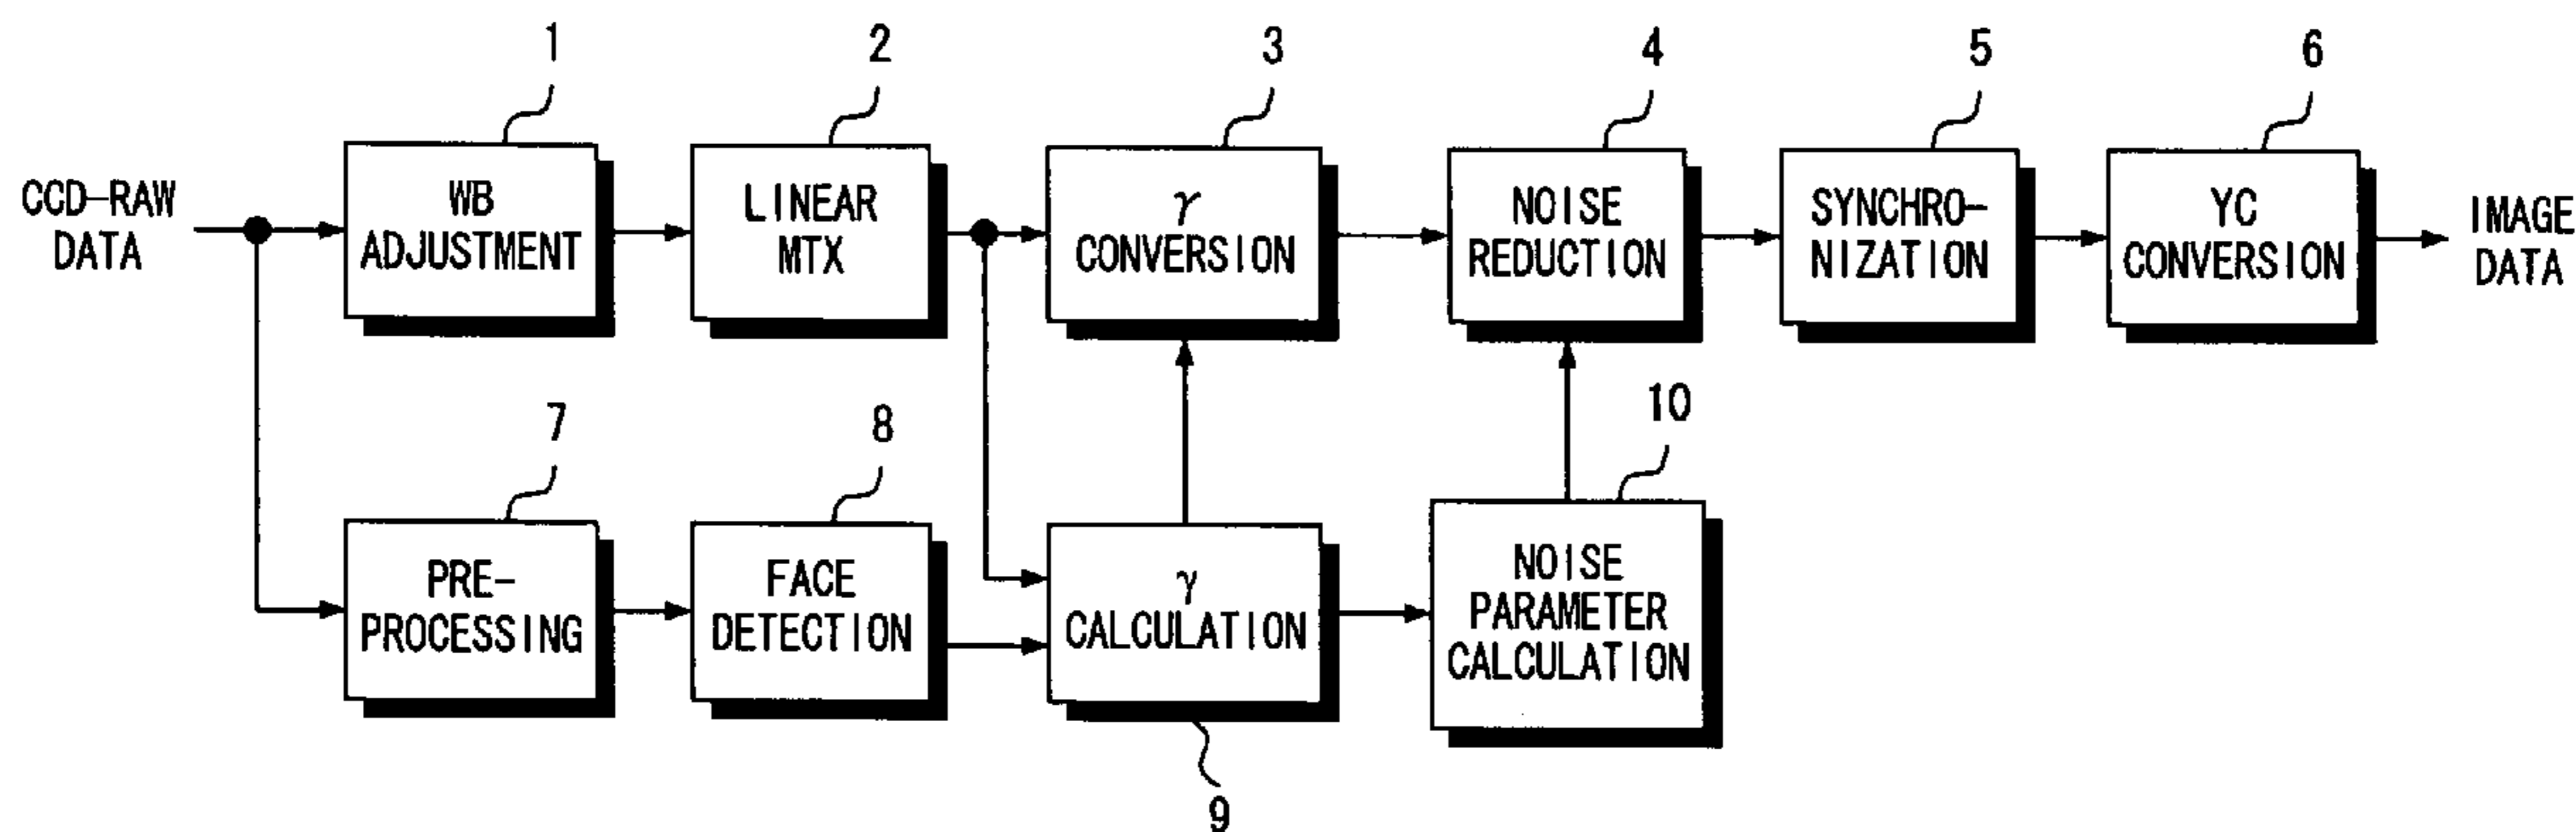 1
2
3
4
5
6
CCD-RAW
DATA
WB
ADJUSTMENT
LINEAR
MTX
γ
CONVERSION
NOISE
REDUCTION
SYNCHRO-
NIZATION
YC
CONVERSION
IMAGE
DATA
7
8
10
PRE-
PROCESSING
FACE
DETECTION
γ
CALCULATION
NOISE
PARAMETER
CALCULATION
9